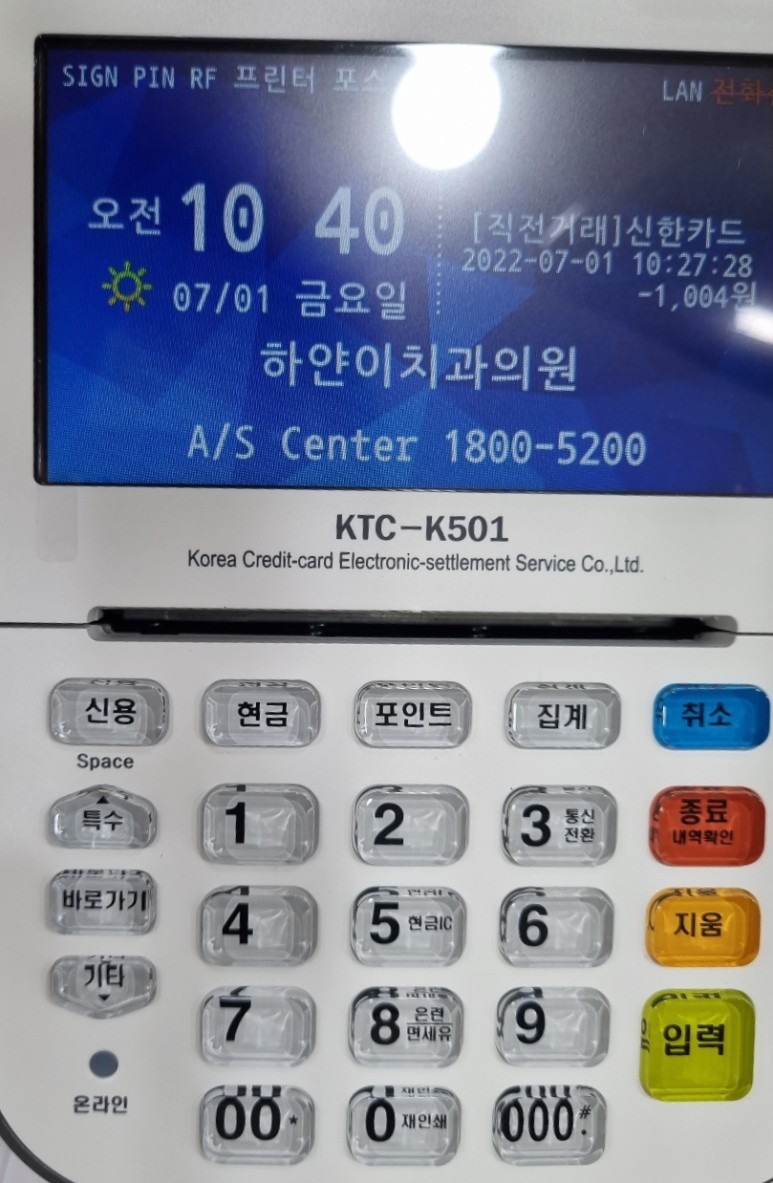 SIGN PIN RF 프린터 포스 LAN 전화
오전 10 40
[직전거래]신한카드
2022-07-01 10:27:28
-1,004원
07/01 금요일
하얀이치과의원
A/S Center 1800-5200
KTC-K501
Korea Credit-card Electronic-settlement Service Co.,Ltd.
신용 현금 포인트 집계 취소
Space
특수 1 2 3 통신전환 종료 내역확인
바로가기 4 5 현금IC 6 지움
기타 7 8 온련 면세유 9 입력
온라인 00* 0 재인쇄 000.#